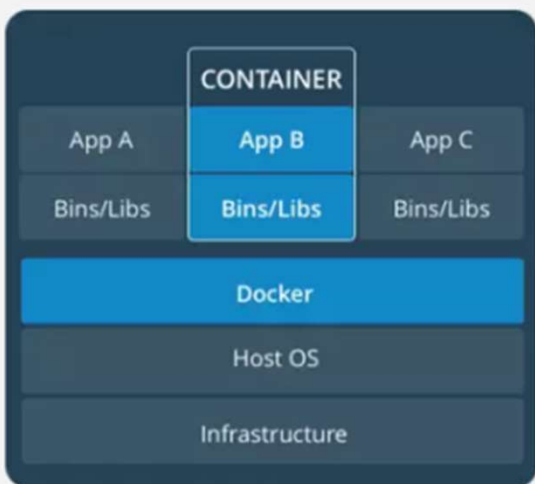 CONTAINER
App A App B App C
Bins/Libs Bins/Libs Bins/Libs
Docker
Host OS
Infrastructure